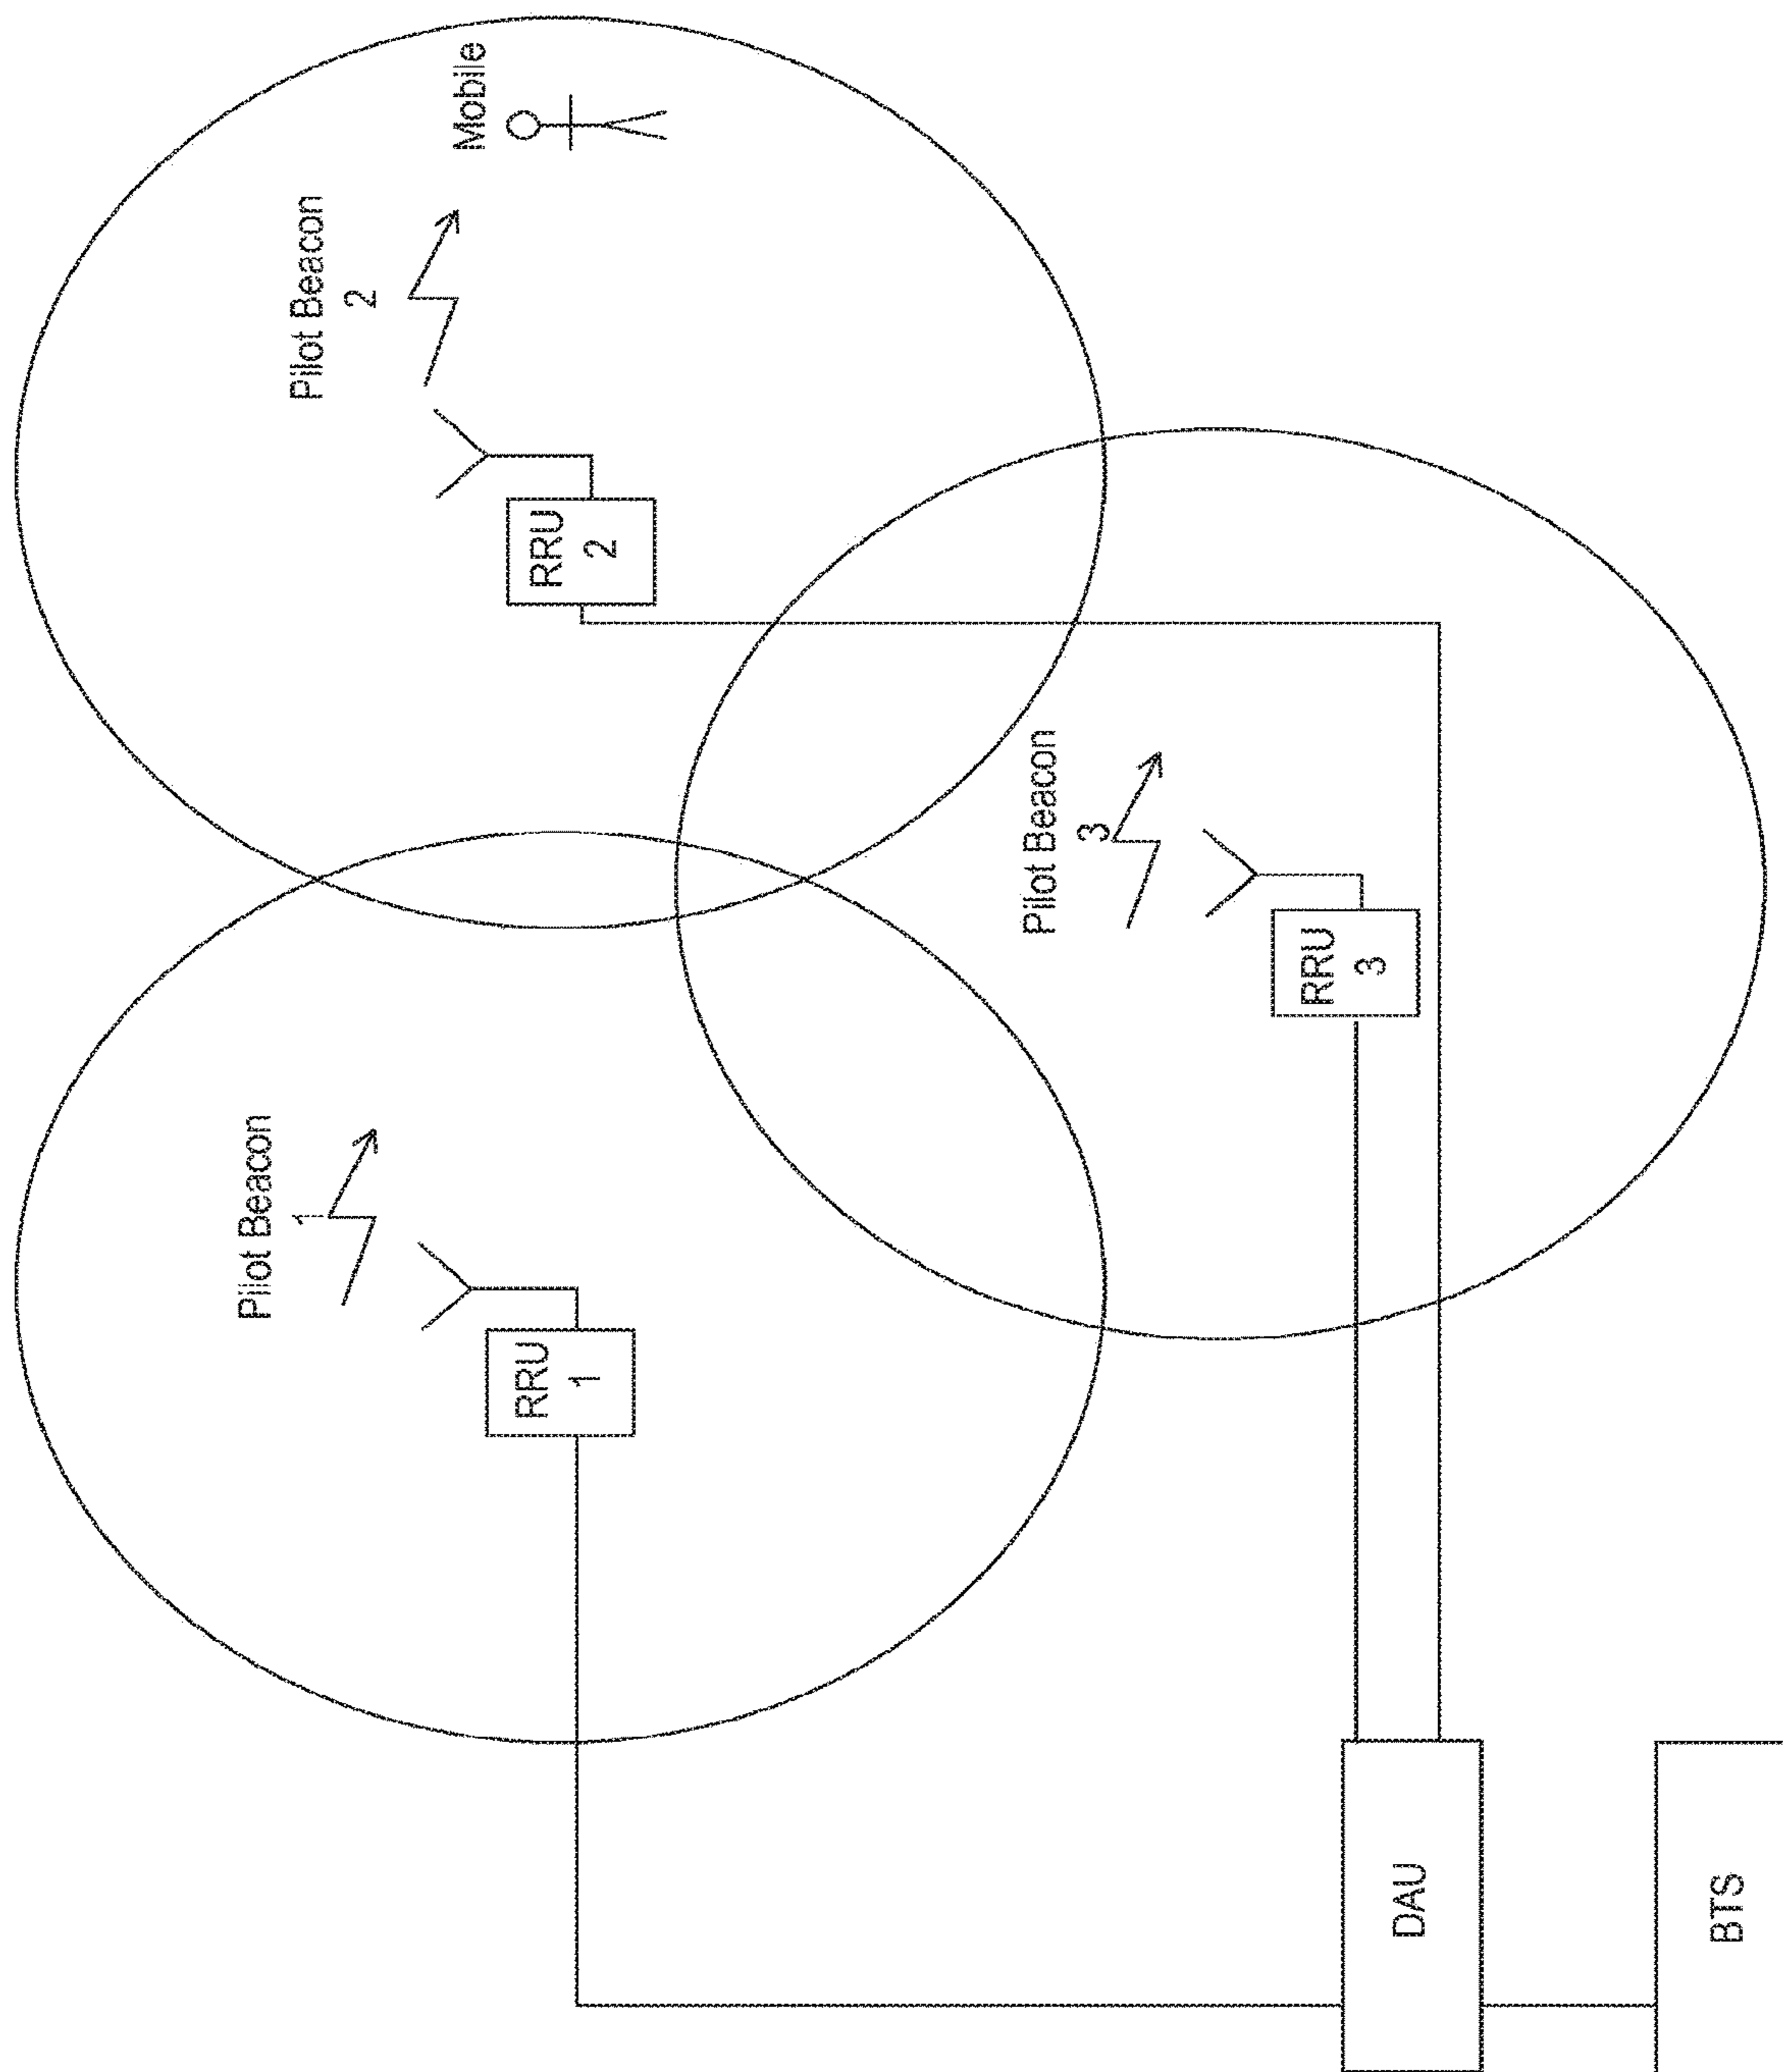 Pilot Beacon
1
RRU
1
Pilot Beacon
2
RRU
2
Mobile
Pilot Beacon
3
RRU
3
DAU
BTS